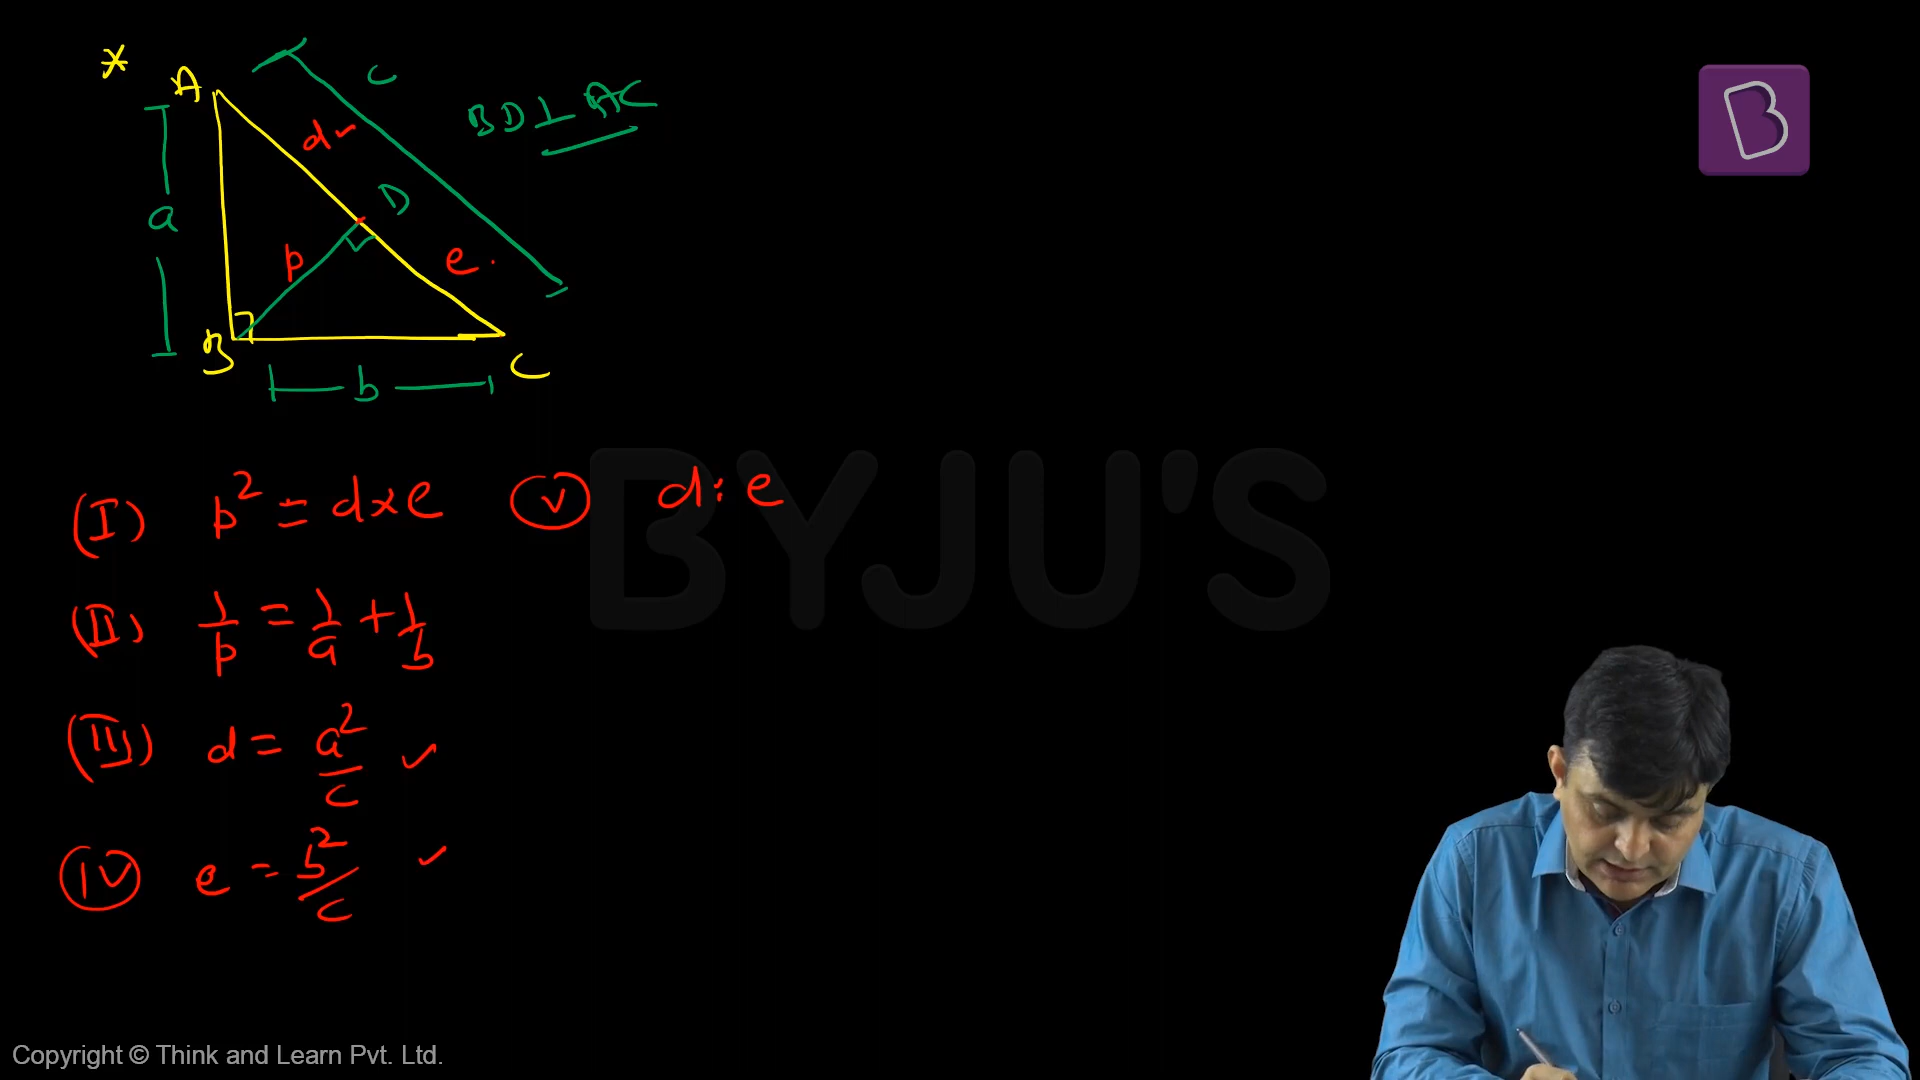 *
A
c
BD⊥AC
d
D
a
p
e
B
C
b
(I) p² = d×e
(V) d:e
(II) 1/p = 1/a + 1/b
(III) d = a²/c ✓
(IV) e = b²/c ✓
BYJU'S
B
Copyright © Think and Learn Pvt. Ltd.